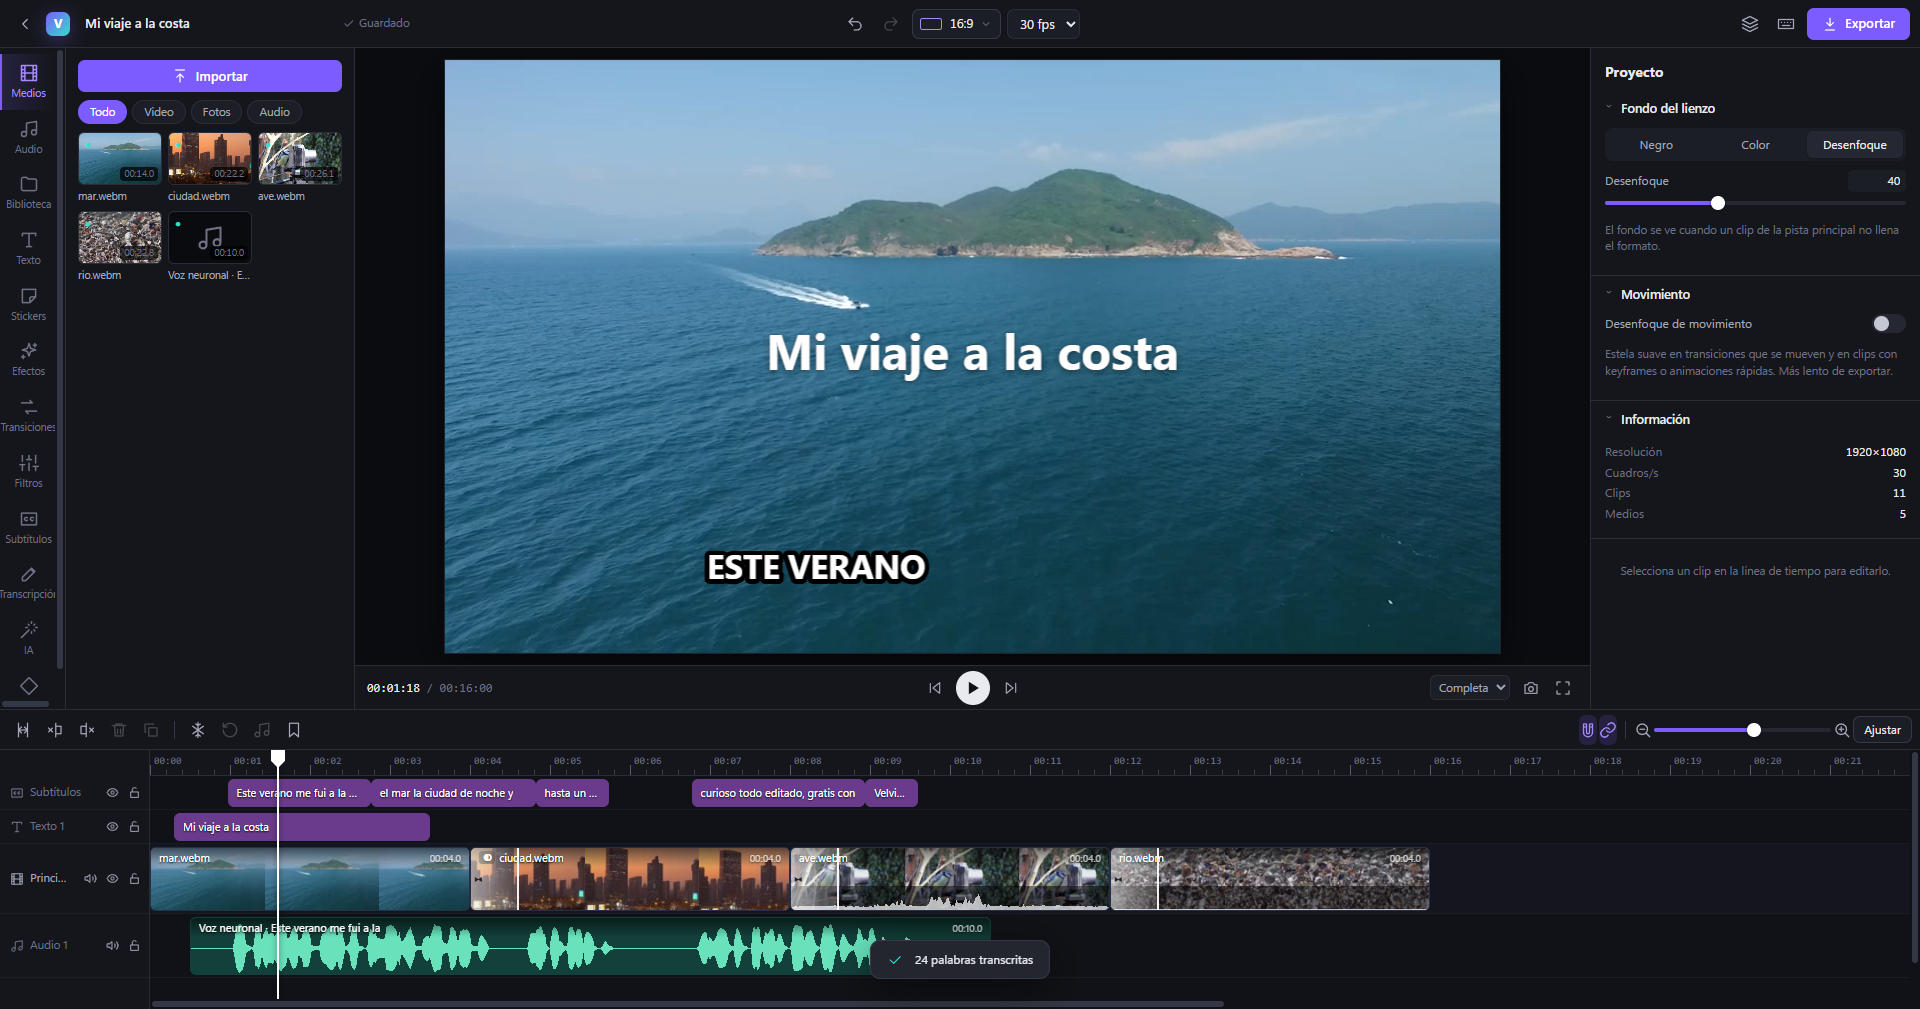 V Mi viaje a la costa Guardado 16:9 30 fps Exportar
Medios
Audio
Biblioteca
Texto
Stickers
Efectos
Transiciones
Filtros
Subtítulos
Transcripción
IA
Importar
Todo Video Fotos Audio
00:14.0 00:22.2 00:26.1
mar.webm ciudad.webm ave.webm
00:22.8 00:10.0
rio.webm Voz neuronal · E...
Mi viaje a la costa
ESTE VERANO
00:01:18 / 00:16:00 Completa
Proyecto
Fondo del lienzo
Negro Color Desenfoque
Desenfoque 40
El fondo se ve cuando un clip de la pista principal no llena
el formato.
Movimiento
Desenfoque de movimiento
Estela suave en transiciones que se mueven y en clips con
keyframes o animaciones rápidas. Más lento de exportar.
Información
Resolución 1920×1080
Cuadros/s 30
Clips 11
Medios 5
Selecciona un clip en la línea de tiempo para editarlo.
Ajustar
00:00 00:01 00:02 00:03 00:04 00:05 00:06 00:07 00:08 00:09 00:10 00:11 00:12 00:13 00:14 00:15 00:16 00:17 00:18 00:19 00:20 00:21
CC Subtítulos Este verano me fui a la ... el mar la ciudad de noche y hasta un ... curioso todo editado, gratis con Velvi...
Texto 1 Mi viaje a la costa
Princi... mar.webm 00:04.0 ciudad.webm 00:04.0 ave.webm 00:04.0 rio.webm 00:04.0
Audio 1 Voz neuronal · Este verano me fui a la 00:10.0
24 palabras transcritas